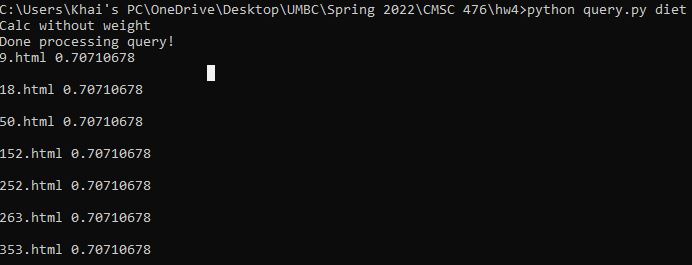 C:\Users\Khai's PC\OneDrive\Desktop\UMBC\Spring 2022\CMSC 476\hw4>python query.py diet
Calc without weight
Done processing query!
9.html 0.70710678
18.html 0.70710678
50.html 0.70710678
152.html 0.70710678
252.html 0.70710678
263.html 0.70710678
353.html 0.70710678